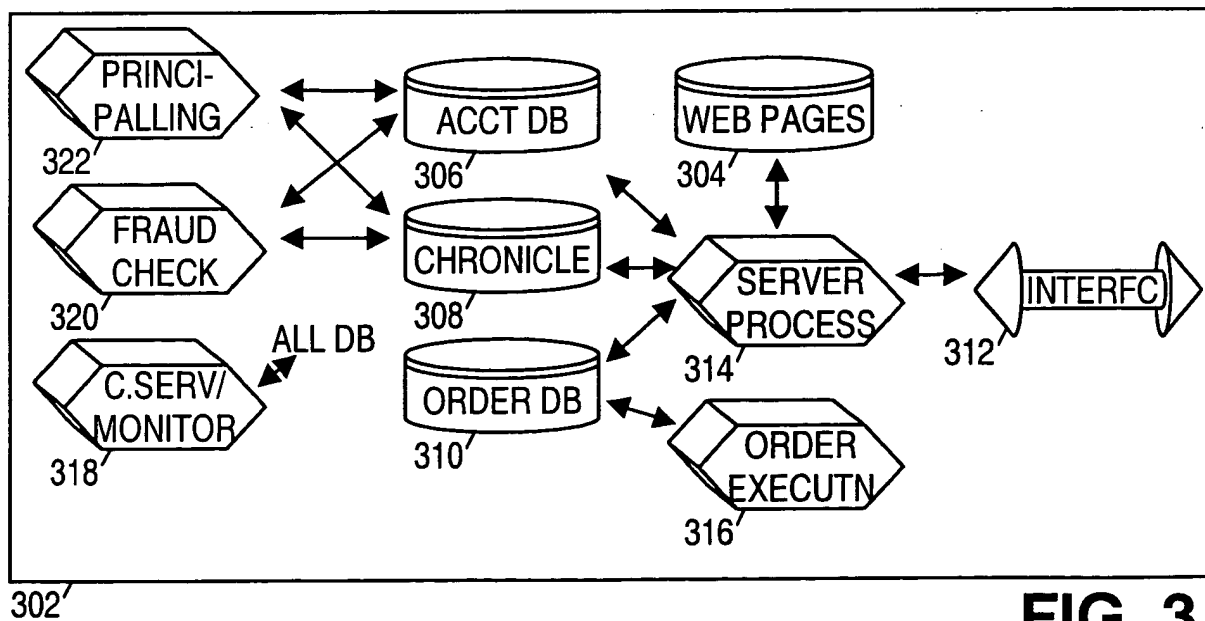 PRINCI-
PALLING
322
ACCT DB
306
WEB PAGES
304
FRAUD
CHECK
320
CHRONICLE
308
SERVER
PROCESS
314
INTERFC
312
ALL DB
C.SERV/
MONITOR
318
ORDER DB
310
ORDER
EXECUTN
316
302
FIG. 3